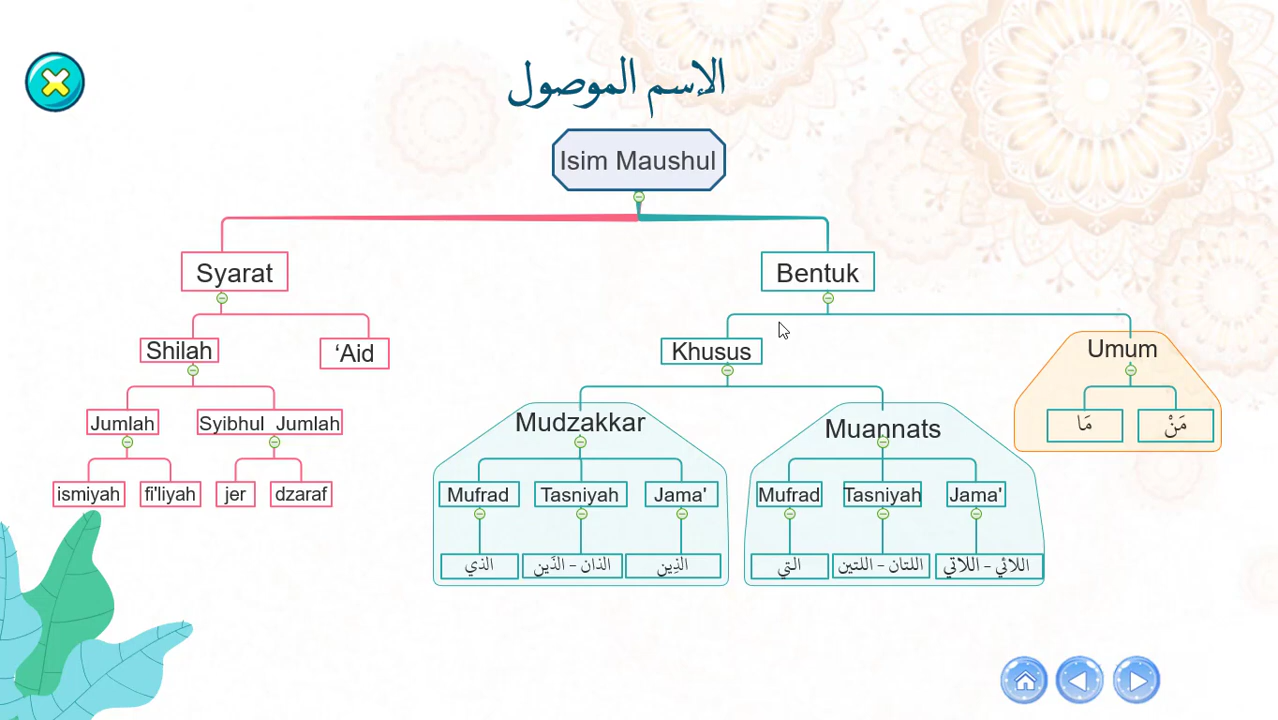 الإسم الموصول
Isim Maushul
Syarat
Bentuk
Shilah
'Aid
Khusus
Umum
Jumlah
Syibhul Jumlah
Mudzakkar
Muannats
مَا
مَنْ
ismiyah
fi'liyah
jer
dzaraf
Mufrad
Tasniyah
Jama'
Mufrad
Tasniyah
Jama'
الذي
الذان - الذَين
الذِين
التي
اللتان - اللتين
اللائي - اللاتي